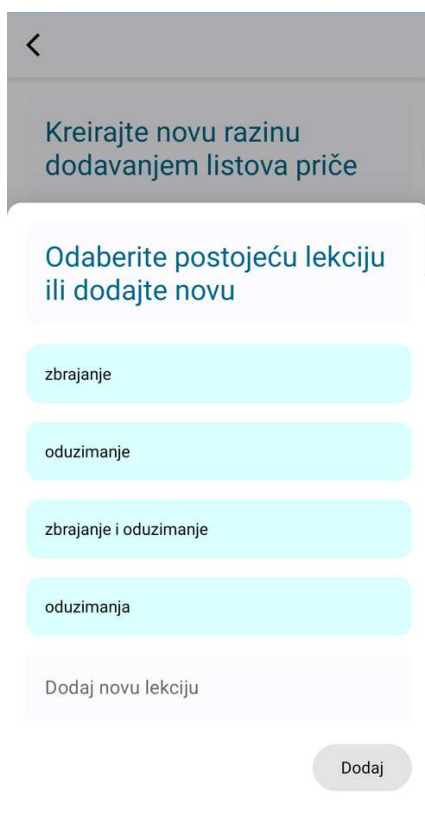 Kreirajte novu razinu
dodavanjem listova priče
Odaberite postojeću lekciju
ili dodajte novu
zbrajanje
oduzimanje
zbrajanje i oduzimanje
oduzimanja
Dodaj novu lekciju
Dodaj